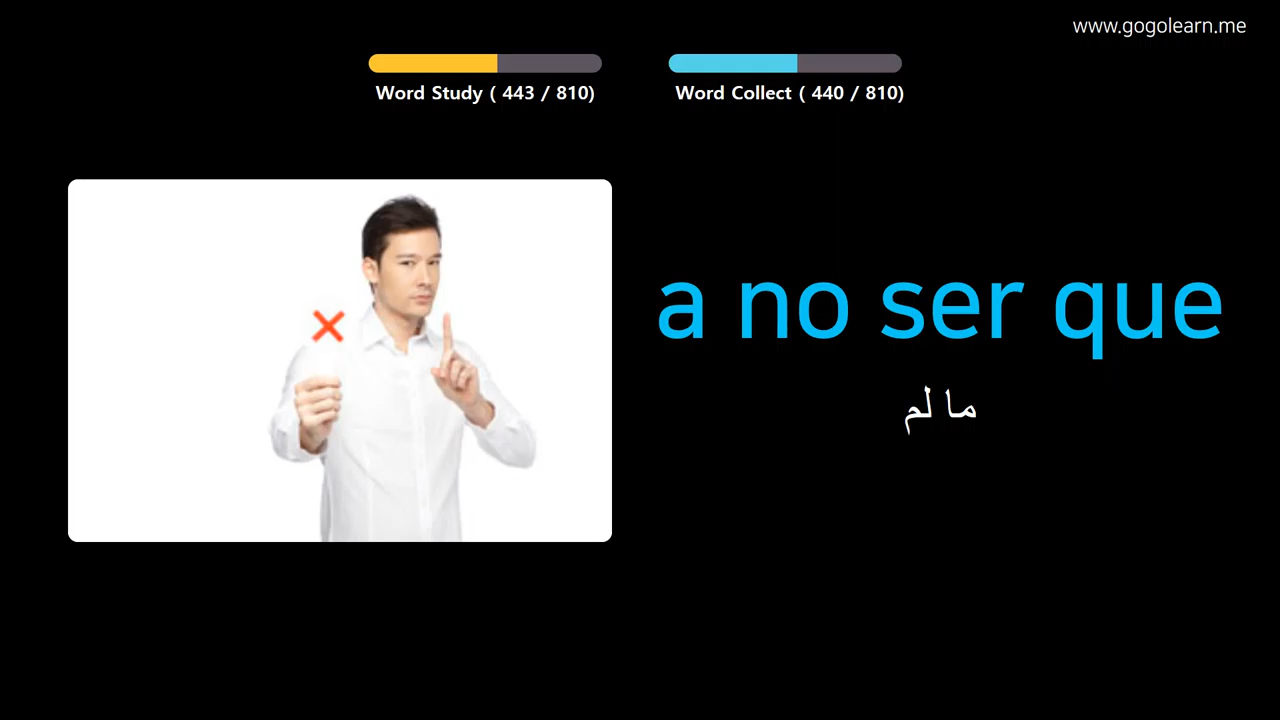 www.gogolearn.me
Word Study ( 443 / 810)
Word Collect ( 440 / 810)
a no ser que
ما لم